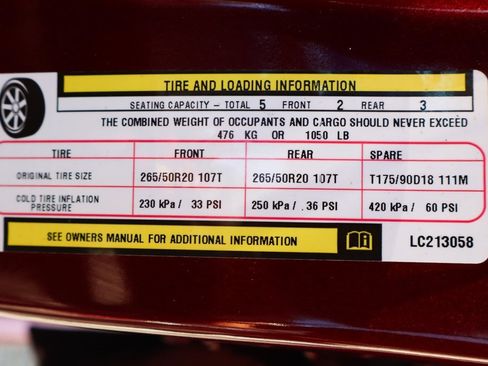 TIRE AND LOADING INFORMATION
SEATING CAPACITY – TOTAL 5 FRONT 2 REAR 3
THE COMBINED WEIGHT OF OCCUPANTS AND CARGO SHOULD NEVER EXCEED
476 KG OR 1050 LB
TIRE FRONT REAR SPARE
ORIGINAL TIRE SIZE 265/50R20 107T 265/50R20 107T T175/90D18 111M
COLD TIRE INFLATION PRESSURE 230 kPa / 33 PSI 250 kPa / 36 PSI 420 kPa / 60 PSI
SEE OWNERS MANUAL FOR ADDITIONAL INFORMATION LC213058